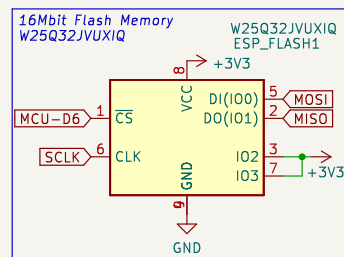 16Mbit Flash Memory
W25Q32JVUXIQ
W25Q32JVUXIQ
ESP_FLASH1
+3V3
8
VCC
5
DI(IO0)
MOSI
MCU-D6
1
CS
DO(IO1)
2
MISO
SCLK
6
CLK
IO2
3
IO3
7
+3V3
GND
9
GND